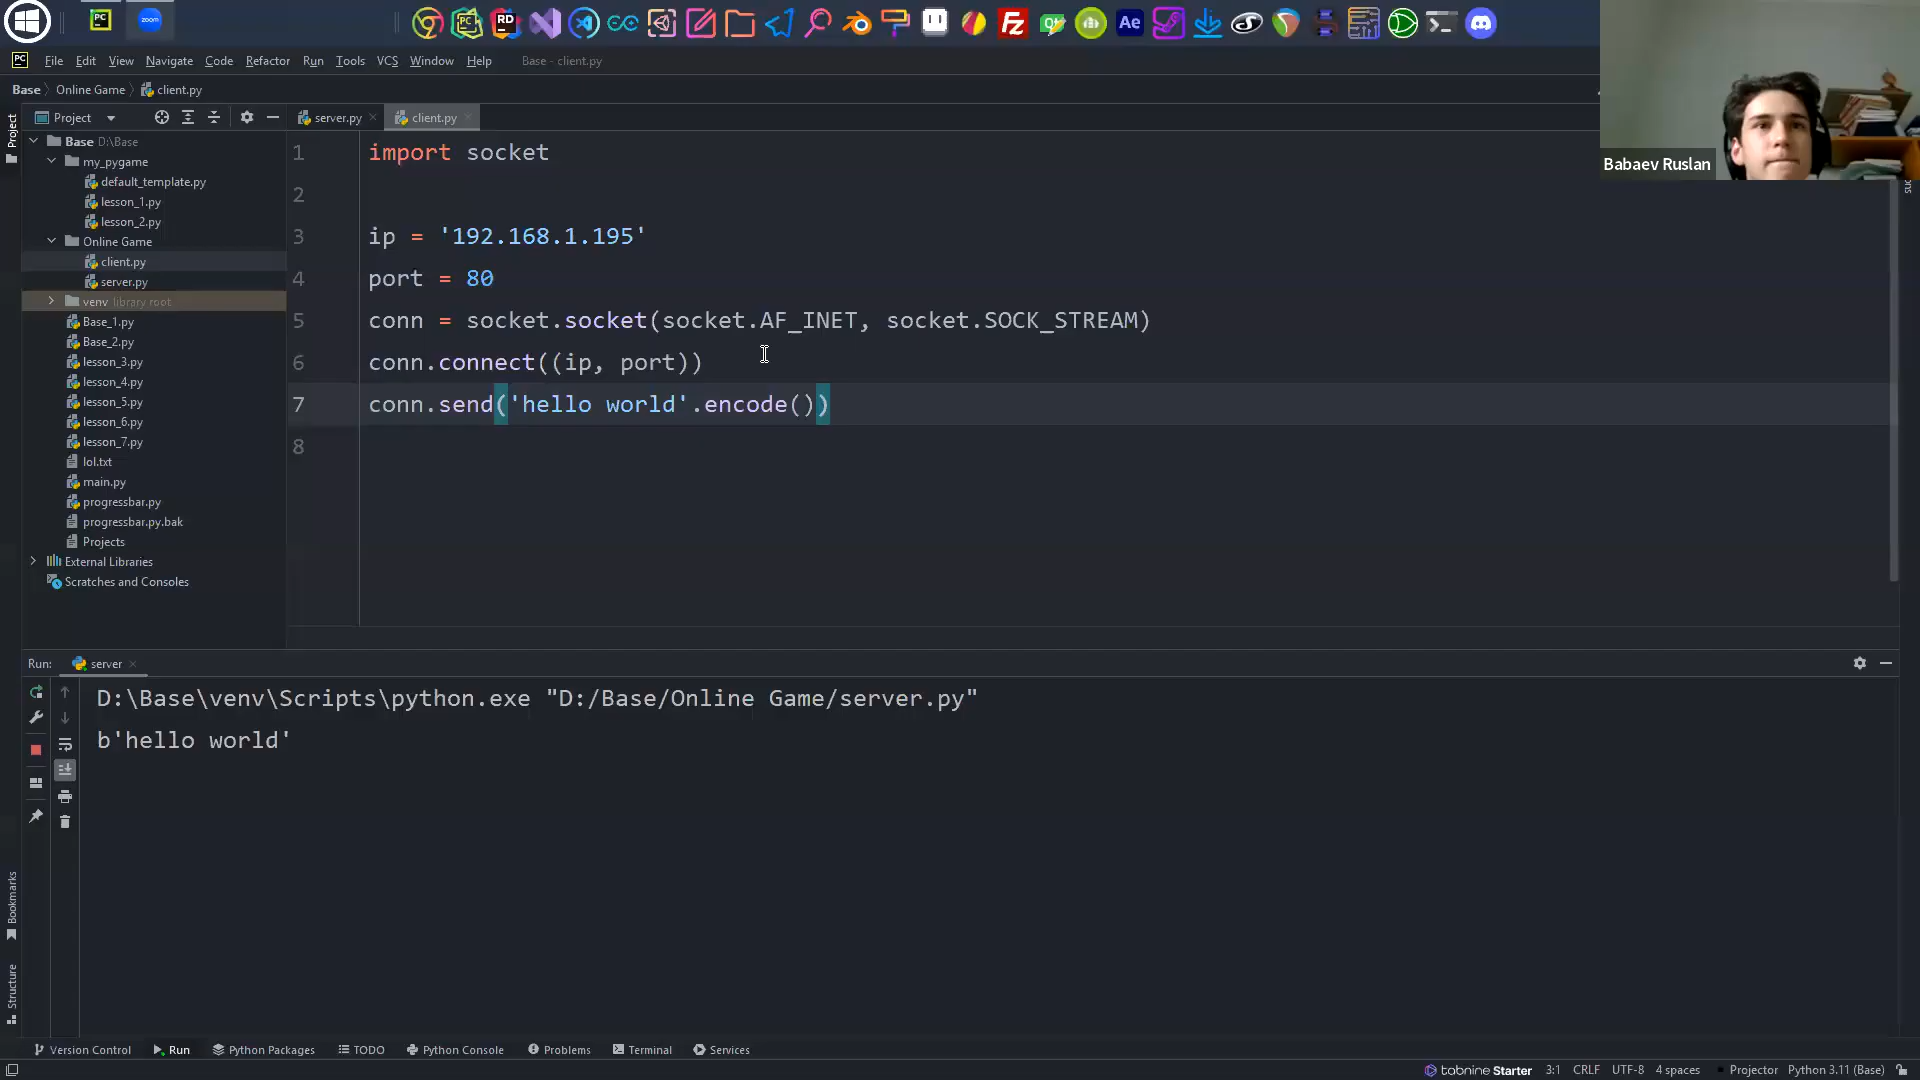 PC
zoom
RD
Fz
Ae
PC File Edit View Navigate Code Refactor Run Tools VCS Window Help Base - client.py
Base Online Game client.py
Project
Project
server.py
client.py
Base D:\Base
my_pygame
default_template.py
lesson_1.py
lesson_2.py
Online Game
client.py
server.py
venv library root
Base_1.py
Base_2.py
lesson_3.py
lesson_4.py
lesson_5.py
lesson_6.py
lesson_7.py
lol.txt
main.py
progressbar.py
progressbar.py.bak
Projects
External Libraries
Scratches and Consoles
1 import socket
2
3 ip = '192.168.1.195'
4 port = 80
5 conn = socket.socket(socket.AF_INET, socket.SOCK_STREAM)
6 conn.connect((ip, port))
7 conn.send('hello world'.encode())
8
Babaev Ruslan
Run: server
D:\Base\venv\Scripts\python.exe "D:/Base/Online Game/server.py"
b'hello world'
Bookmarks
Structure
Version Control Run Python Packages TODO Python Console Problems Terminal Services
tabnine Starter 3:1 CRLF UTF-8 4 spaces Projector Python 3.11 (Base)